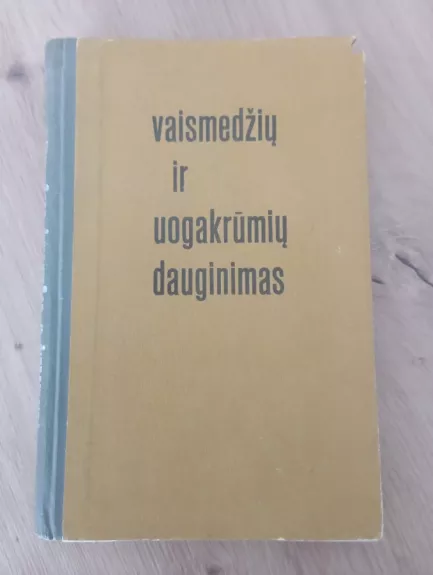 vaismedžių
ir
uogakrūmių
dauginimas